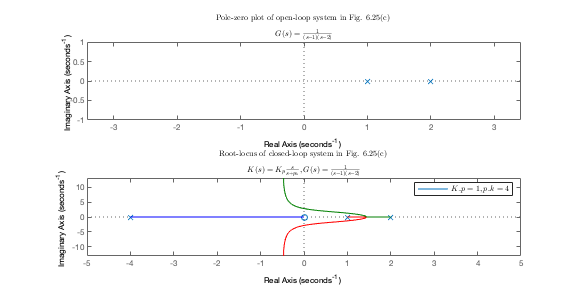 Pole-zero plot of open-loop system in Fig. 6.25(c)
G(s) = \frac{1}{(s-1)(s-2)}
Imaginary Axis (seconds^{-1})
1
0.5
0
-0.5
-1
-3 -2 -1 0 1 2 3
Real Axis (seconds^{-1})
Root-locus of closed-loop system in Fig. 6.25(c)
K(s) = K_p \frac{s}{s+p_k}, G(s) = \frac{1}{(s-1)(s-2)}
Imaginary Axis (seconds^{-1})
10
5
0
-5
-10
K,p = 1,p,k = 4
-5 -4 -3 -2 -1 0 1 2 3 4 5
Real Axis (seconds^{-1})